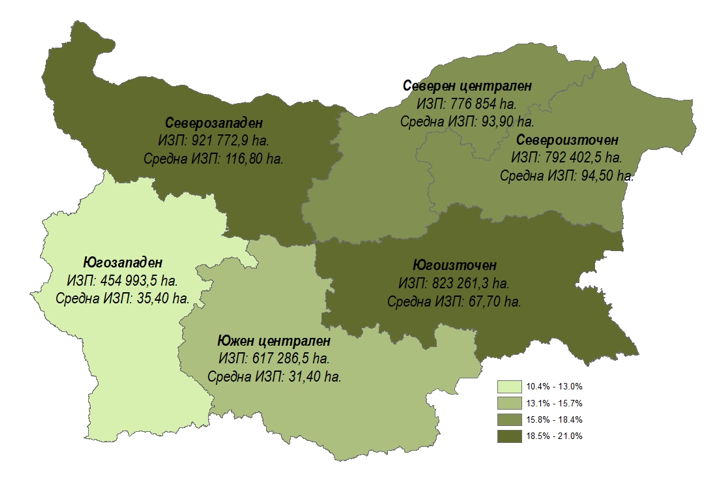 Северен централен
ИЗП: 776 854 ha.
Средна ИЗП: 93,90 ha.
Северозападен
ИЗП: 921 772,9 ha.
Средна ИЗП: 116,80 ha.
Североизточен
ИЗП: 792 402,5 ha.
Средна ИЗП: 94,50 ha.
Югозападен
ИЗП: 454 993,5 ha.
Средна ИЗП: 35,40 ha.
Югоизточен
ИЗП: 823 261,3 ha.
Средна ИЗП: 67,70 ha.
Южен централен
ИЗП: 617 286,5 ha.
Средна ИЗП: 31,40 ha.
10.4% - 13.0%
13.1% - 15.7%
15.8% - 18.4%
18.5% - 21.0%